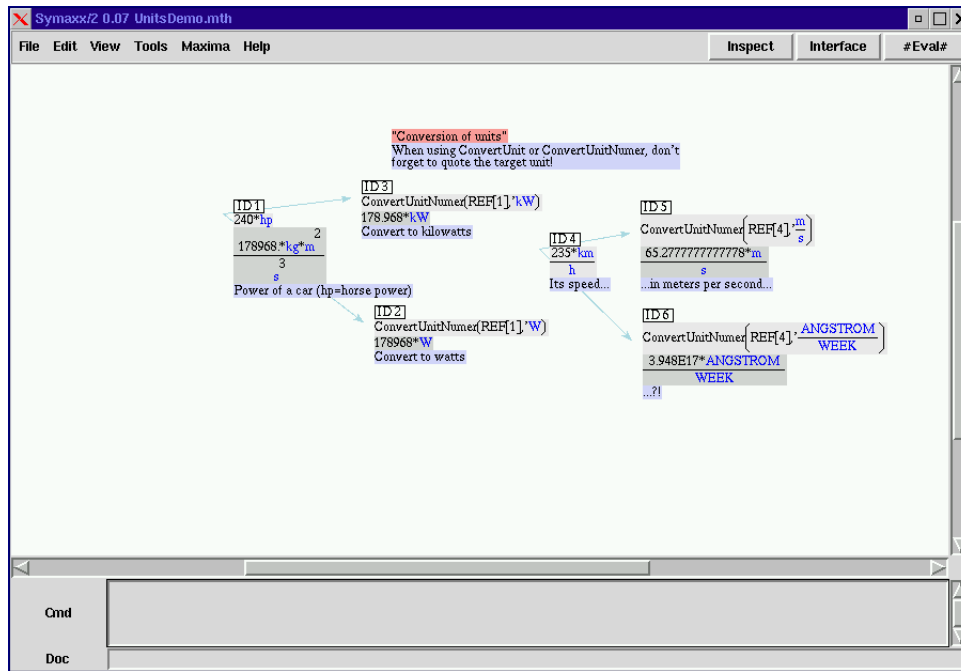 Symaxx/2 0.07 UnitsDemo.mth
File Edit View Tools Maxima Help
Inspect Interface #Eval#
"Conversion of units"
When using ConvertUnit or ConvertUnitNumer, don't
forget to quote the target unit!
ID 1
240*hp
2
178968.*kg*m
3
s
Power of a car (hp=horse power)
ID 3
ConvertUnitNumer(REF[1],'kW)
178.968*kW
Convert to kilowatts
ID 2
ConvertUnitNumer(REF[1],'W)
178968*W
Convert to watts
ID 4
235*km
h
Its speed...
ID 5
ConvertUnitNumer(REF[4],'m
s)
65.2777777777778*m
s
...in meters per second...
ID 6
ConvertUnitNumer(REF[4],'ANGSTROM
WEEK)
3.948E17*ANGSTROM
WEEK
...?!
Cmd
Doc